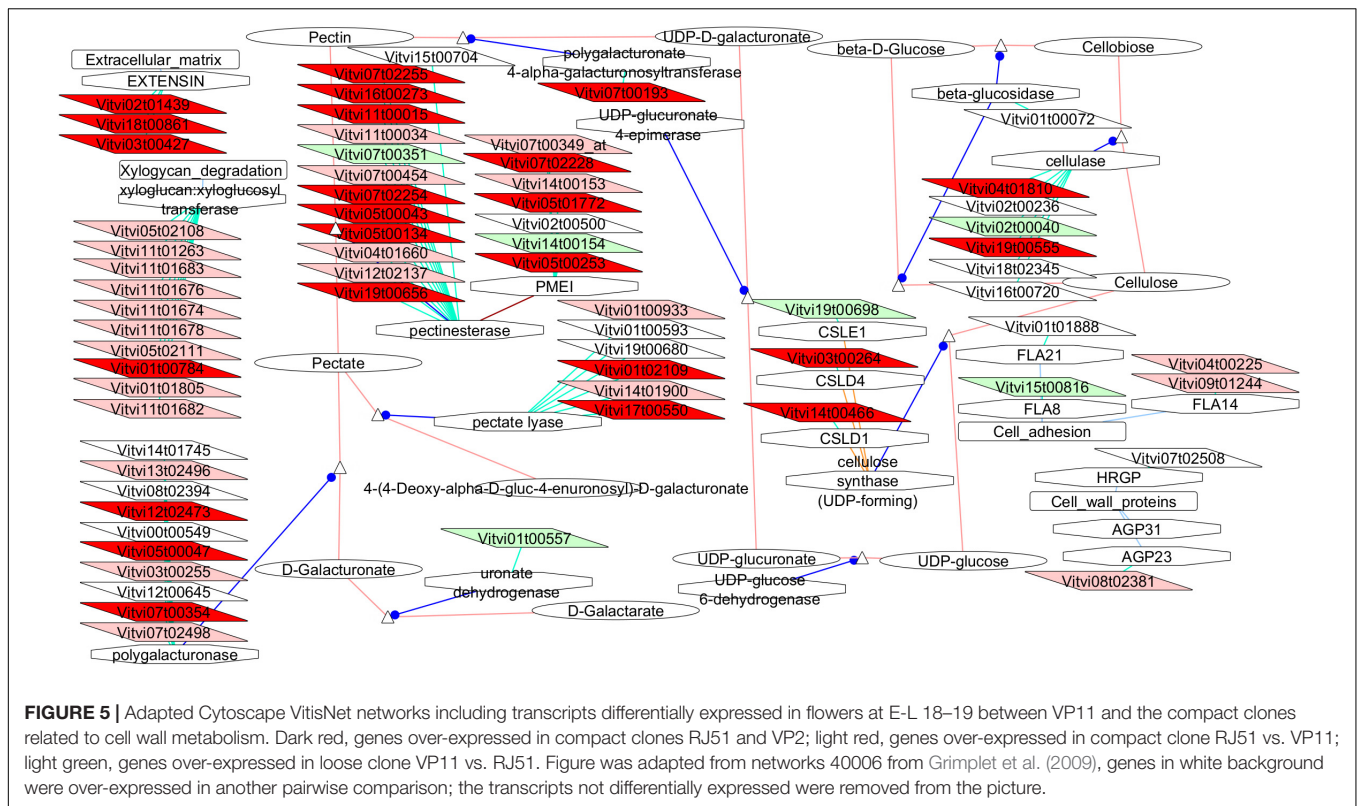 Extracellular_matrix
EXTENSIN
Vitvi02t01439
Vitvi18t00861
Vitvi03t00427
Xylogycan_degradation
xyloglucan:xyloglucosyl
transferase
Vitvi05t02108
Vitvi11t01263
Vitvi11t01683
Vitvi11t01676
Vitvi11t01674
Vitvi11t01678
Vitvi05t02111
Vitvi01t00784
Vitvi01t01805
Vitvi11t01682
Vitvi14t01745
Vitvi13t02496
Vitvi08t02394
Vitvi12t02473
Vitvi00t00549
Vitvi05t00047
Vitvi03t00255
Vitvi12t00645
Vitvi07t00354
Vitvi07t02498
polygalacturonase
Pectin
Vitvi15t00704
Vitvi07t02255
Vitvi16t00273
Vitvi11t00015
Vitvi11t00034
Vitvi07t00351
Vitvi07t00454
Vitvi07t02254
Vitvi05t00043
Vitvi05t00134
Vitvi04t01660
Vitvi12t02137
Vitvi19t00656
pectinesterase
Pectate
UDP-D-galacturonate
polygalacturonate
4-alpha-galacturonosyltransferase
Vitvi07t00193
UDP-glucuronate
4-epimerase
Vitvi07t00349_at
Vitvi07t02228
Vitvi14t00153
Vitvi05t01772
Vitvi02t00500
Vitvi14t00154
Vitvi05t00253
PMEI
Vitvi01t00933
Vitvi01t00593
Vitvi19t00680
Vitvi01t02109
Vitvi14t01900
Vitvi17t00550
pectate lyase
4-(4-Deoxy-alpha-D-gluc-4-enuronosyl)-D-galacturonate
Vitvi01t00557
D-Galacturonate
uronate
dehydrogenase
D-Galactarate
beta-D-Glucose
Cellobiose
beta-glucosidase
Vitvi01t00072
cellulase
Vitvi04t01810
Vitvi02t00236
Vitvi02t00040
Vitvi19t00555
Vitvi18t02345
Vitvi16t00720
Cellulose
Vitvi19t00698
CSLE1
Vitvi03t00264
CSLD4
Vitvi14t00466
CSLD1
cellulose
synthase
(UDP-forming)
Vitvi01t01888
FLA21
Vitvi15t00816
FLA8
Cell_adhesion
Vitvi04t00225
Vitvi09t01244
FLA14
Vitvi07t02508
HRGP
Cell_wall_proteins
AGP31
AGP23
Vitvi08t02381
UDP-glucuronate
UDP-glucose
UDP-glucose
6-dehydrogenase
FIGURE 5 | Adapted Cytoscape VitisNet networks including transcripts differentially expressed in flowers at E-L 18–19 between VP11 and the compact clones
related to cell wall metabolism. Dark red, genes over-expressed in compact clones RJ51 and VP2; light red, genes over-expressed in compact clone RJ51 vs. VP11;
light green, genes over-expressed in loose clone VP11 vs. RJ51. Figure was adapted from networks 40006 from Grimplet et al. (2009), genes in white background
were over-expressed in another pairwise comparison; the transcripts not differentially expressed were removed from the picture.